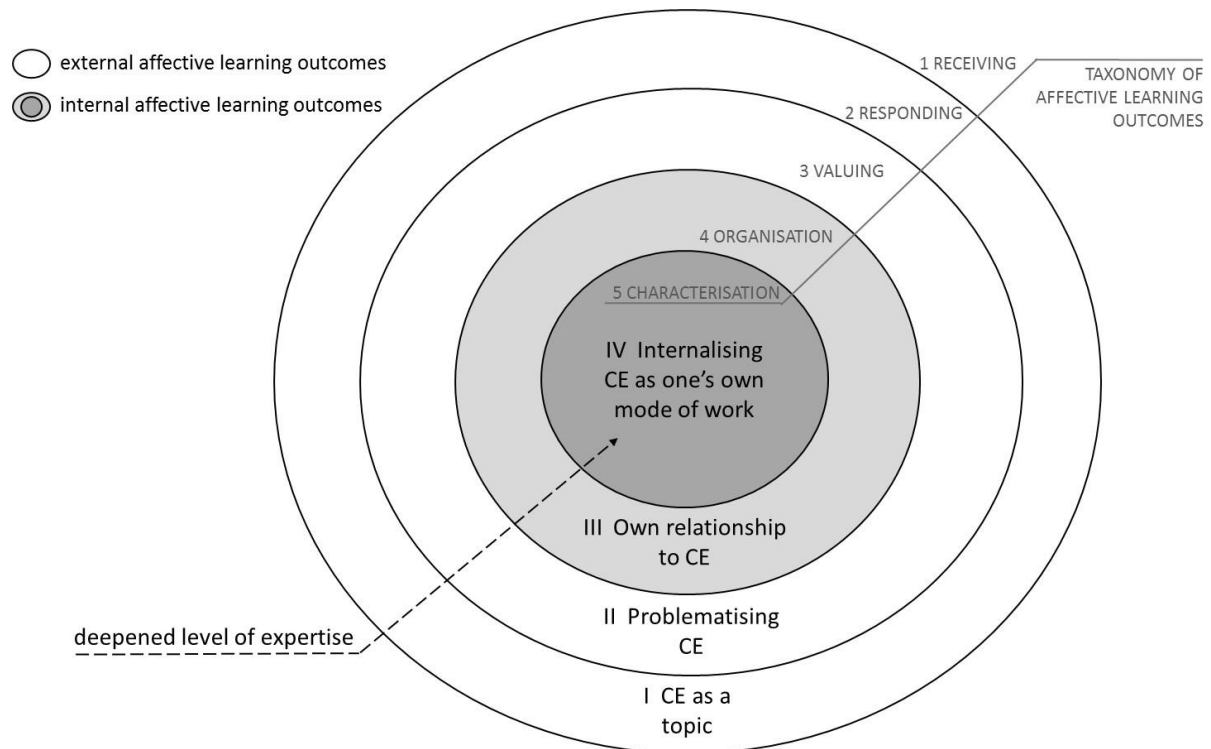 external affective learning outcomes
internal affective learning outcomes
1 RECEIVING
TAXONOMY OF
AFFECTIVE LEARNING
OUTCOMES
2 RESPONDING
3 VALUING
4 ORGANISATION
5 CHARACTERISATION
IV Internalising
CE as one’s own
mode of work
III Own relationship
to CE
II Problematising
CE
deepened level of expertise
I CE as a
topic